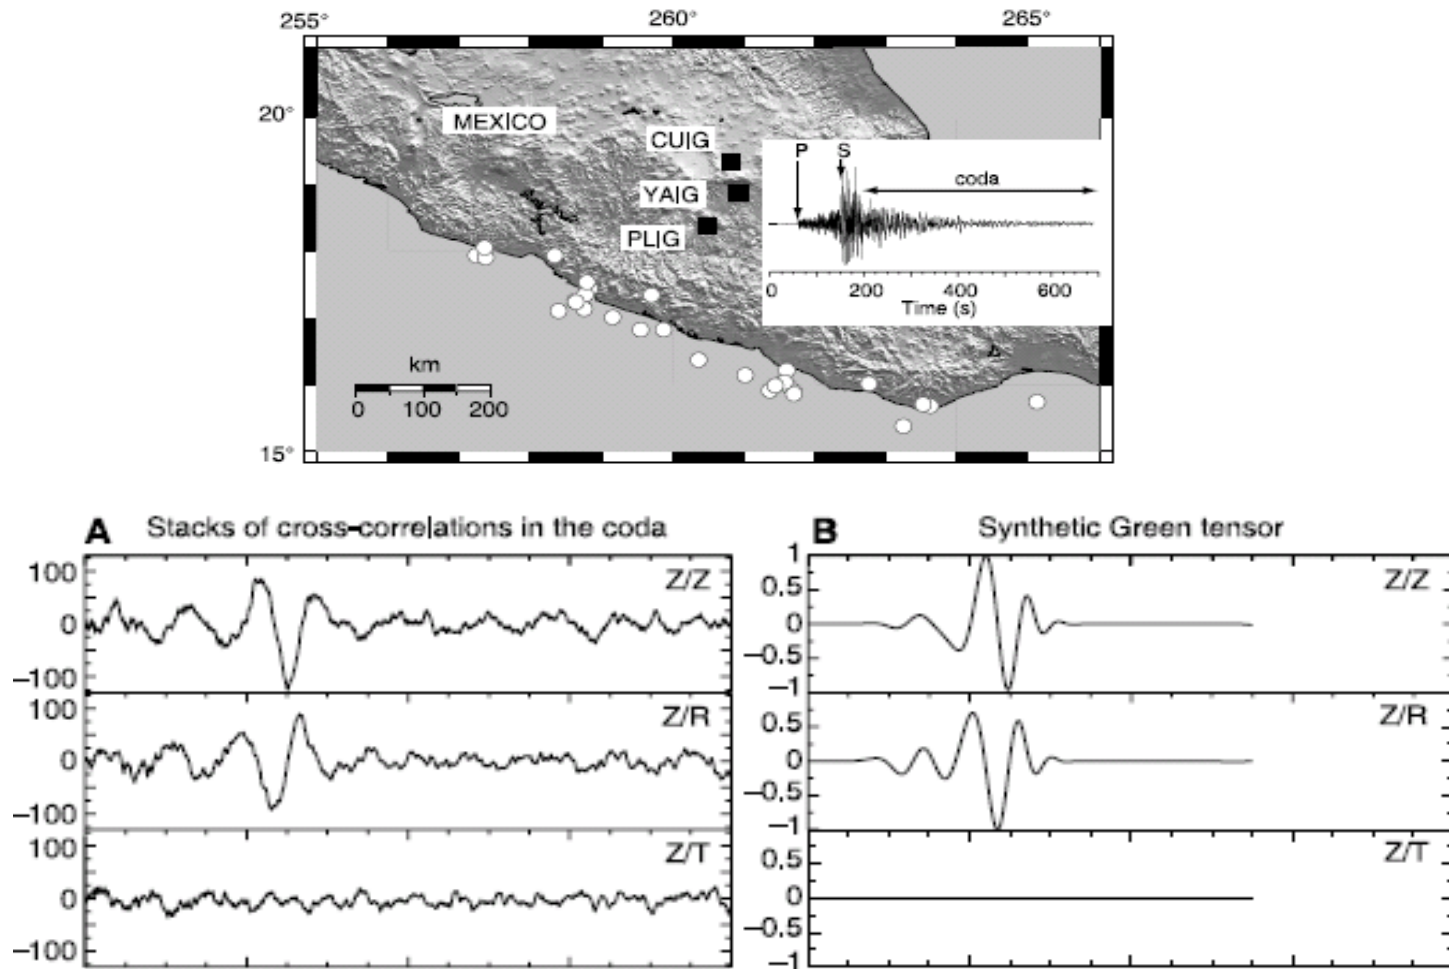 255° 260° 265°
20°
MEXICO
CUIG
YAIG
PLIG
P S
coda
0 200 400 600
Time (s)
km
0 100 200
15°
A Stacks of cross-correlations in the coda
100 Z/Z
0
−100
100 Z/R
0
−100
100 Z/T
0
−100
B Synthetic Green tensor
1
0.5 Z/Z
0
−0.5
−1
0.5 Z/R
0
−0.5
−1
0.5 Z/T
0
−0.5
−1